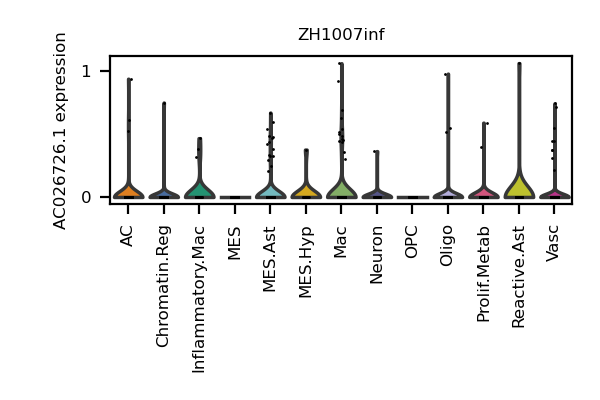 ZH1007inf
AC026726.1 expression
1
0
AC
Chromatin.Reg
Inflammatory.Mac
MES
MES.Ast
MES.Hyp
Mac
Neuron
OPC
Oligo
Prolif.Metab
Reactive.Ast
Vasc